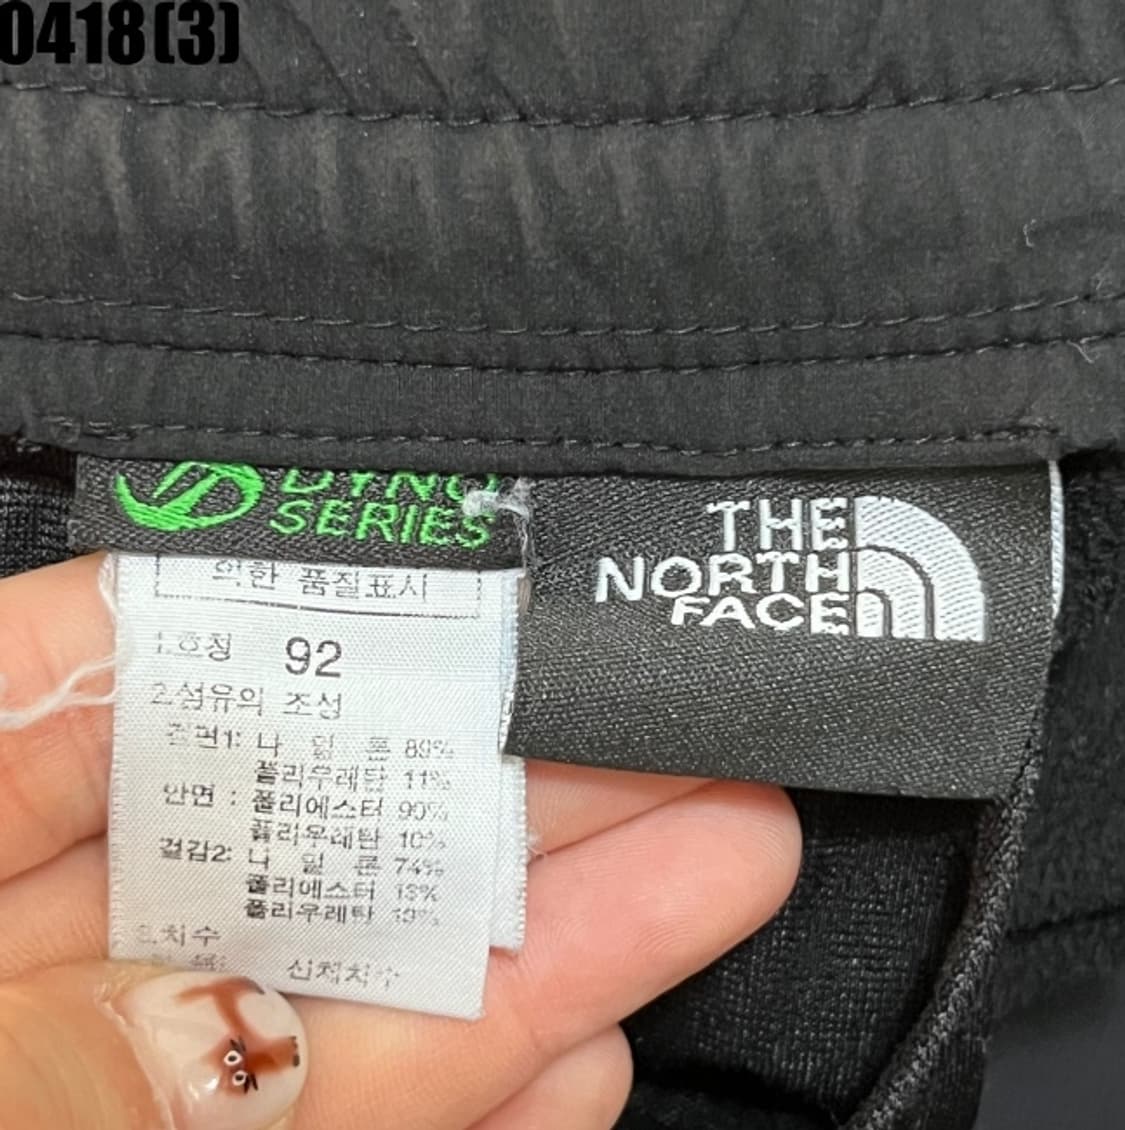 0418(3)
DYNO
SERIES
THE
NORTH
FACE
의한 품질표시
1.호칭 92
2.섬유의 조성
겉면1: 나 일 론 89%
폴리우레탄 11%
안면 : 폴리에스터 90%
폴리우레탄 10%
겉감2: 나 일 론 74%
폴리에스터 13%
폴리우레탄
3.치수
신체치수